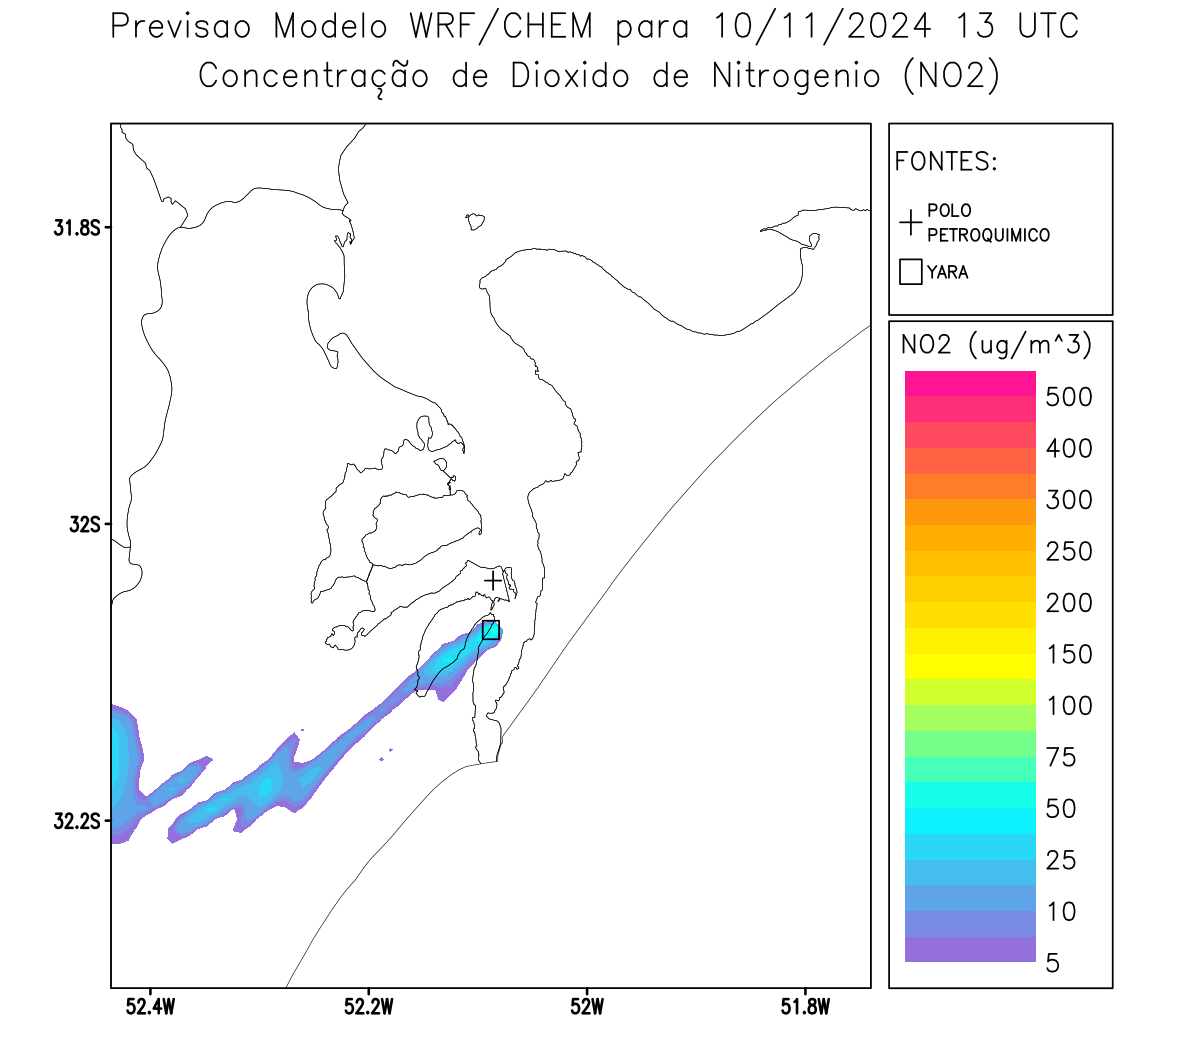 Previsao Modelo WRF/CHEM para 10/11/2024 13 UTC
Concentração de Dioxido de Nitrogenio (NO2)
FONTES:
POLO
PETROQUIMICO
YARA
NO2 (ug/m^3)
500
400
300
250
200
150
100
75
50
25
10
5
31.8S
32S
32.2S
52.4W
52.2W
52W
51.8W